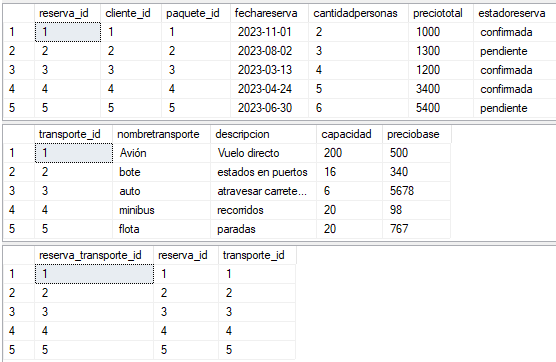 reserva_id cliente_id paquete_id fechareserva cantidadpersonas preciototal estadoreserva
1 1 1 1 2023-11-01 2 1000 confirmada
2 2 2 2 2023-08-02 3 1300 pendiente
3 3 3 3 2023-03-13 4 1200 confirmada
4 4 4 4 2023-04-24 5 3400 confirmada
5 5 5 5 2023-06-30 6 5400 pendiente
transporte_id nombretransporte descripcion capacidad preciobase
1 1 Avión Vuelo directo 200 500
2 2 bote estados en puertos 16 340
3 3 auto atravesar carrete... 6 5678
4 4 minibus recorridos 20 98
5 5 flota paradas 20 767
reserva_transporte_id reserva_id transporte_id
1 1 1 1
2 2 2 2
3 3 3 3
4 4 4 4
5 5 5 5